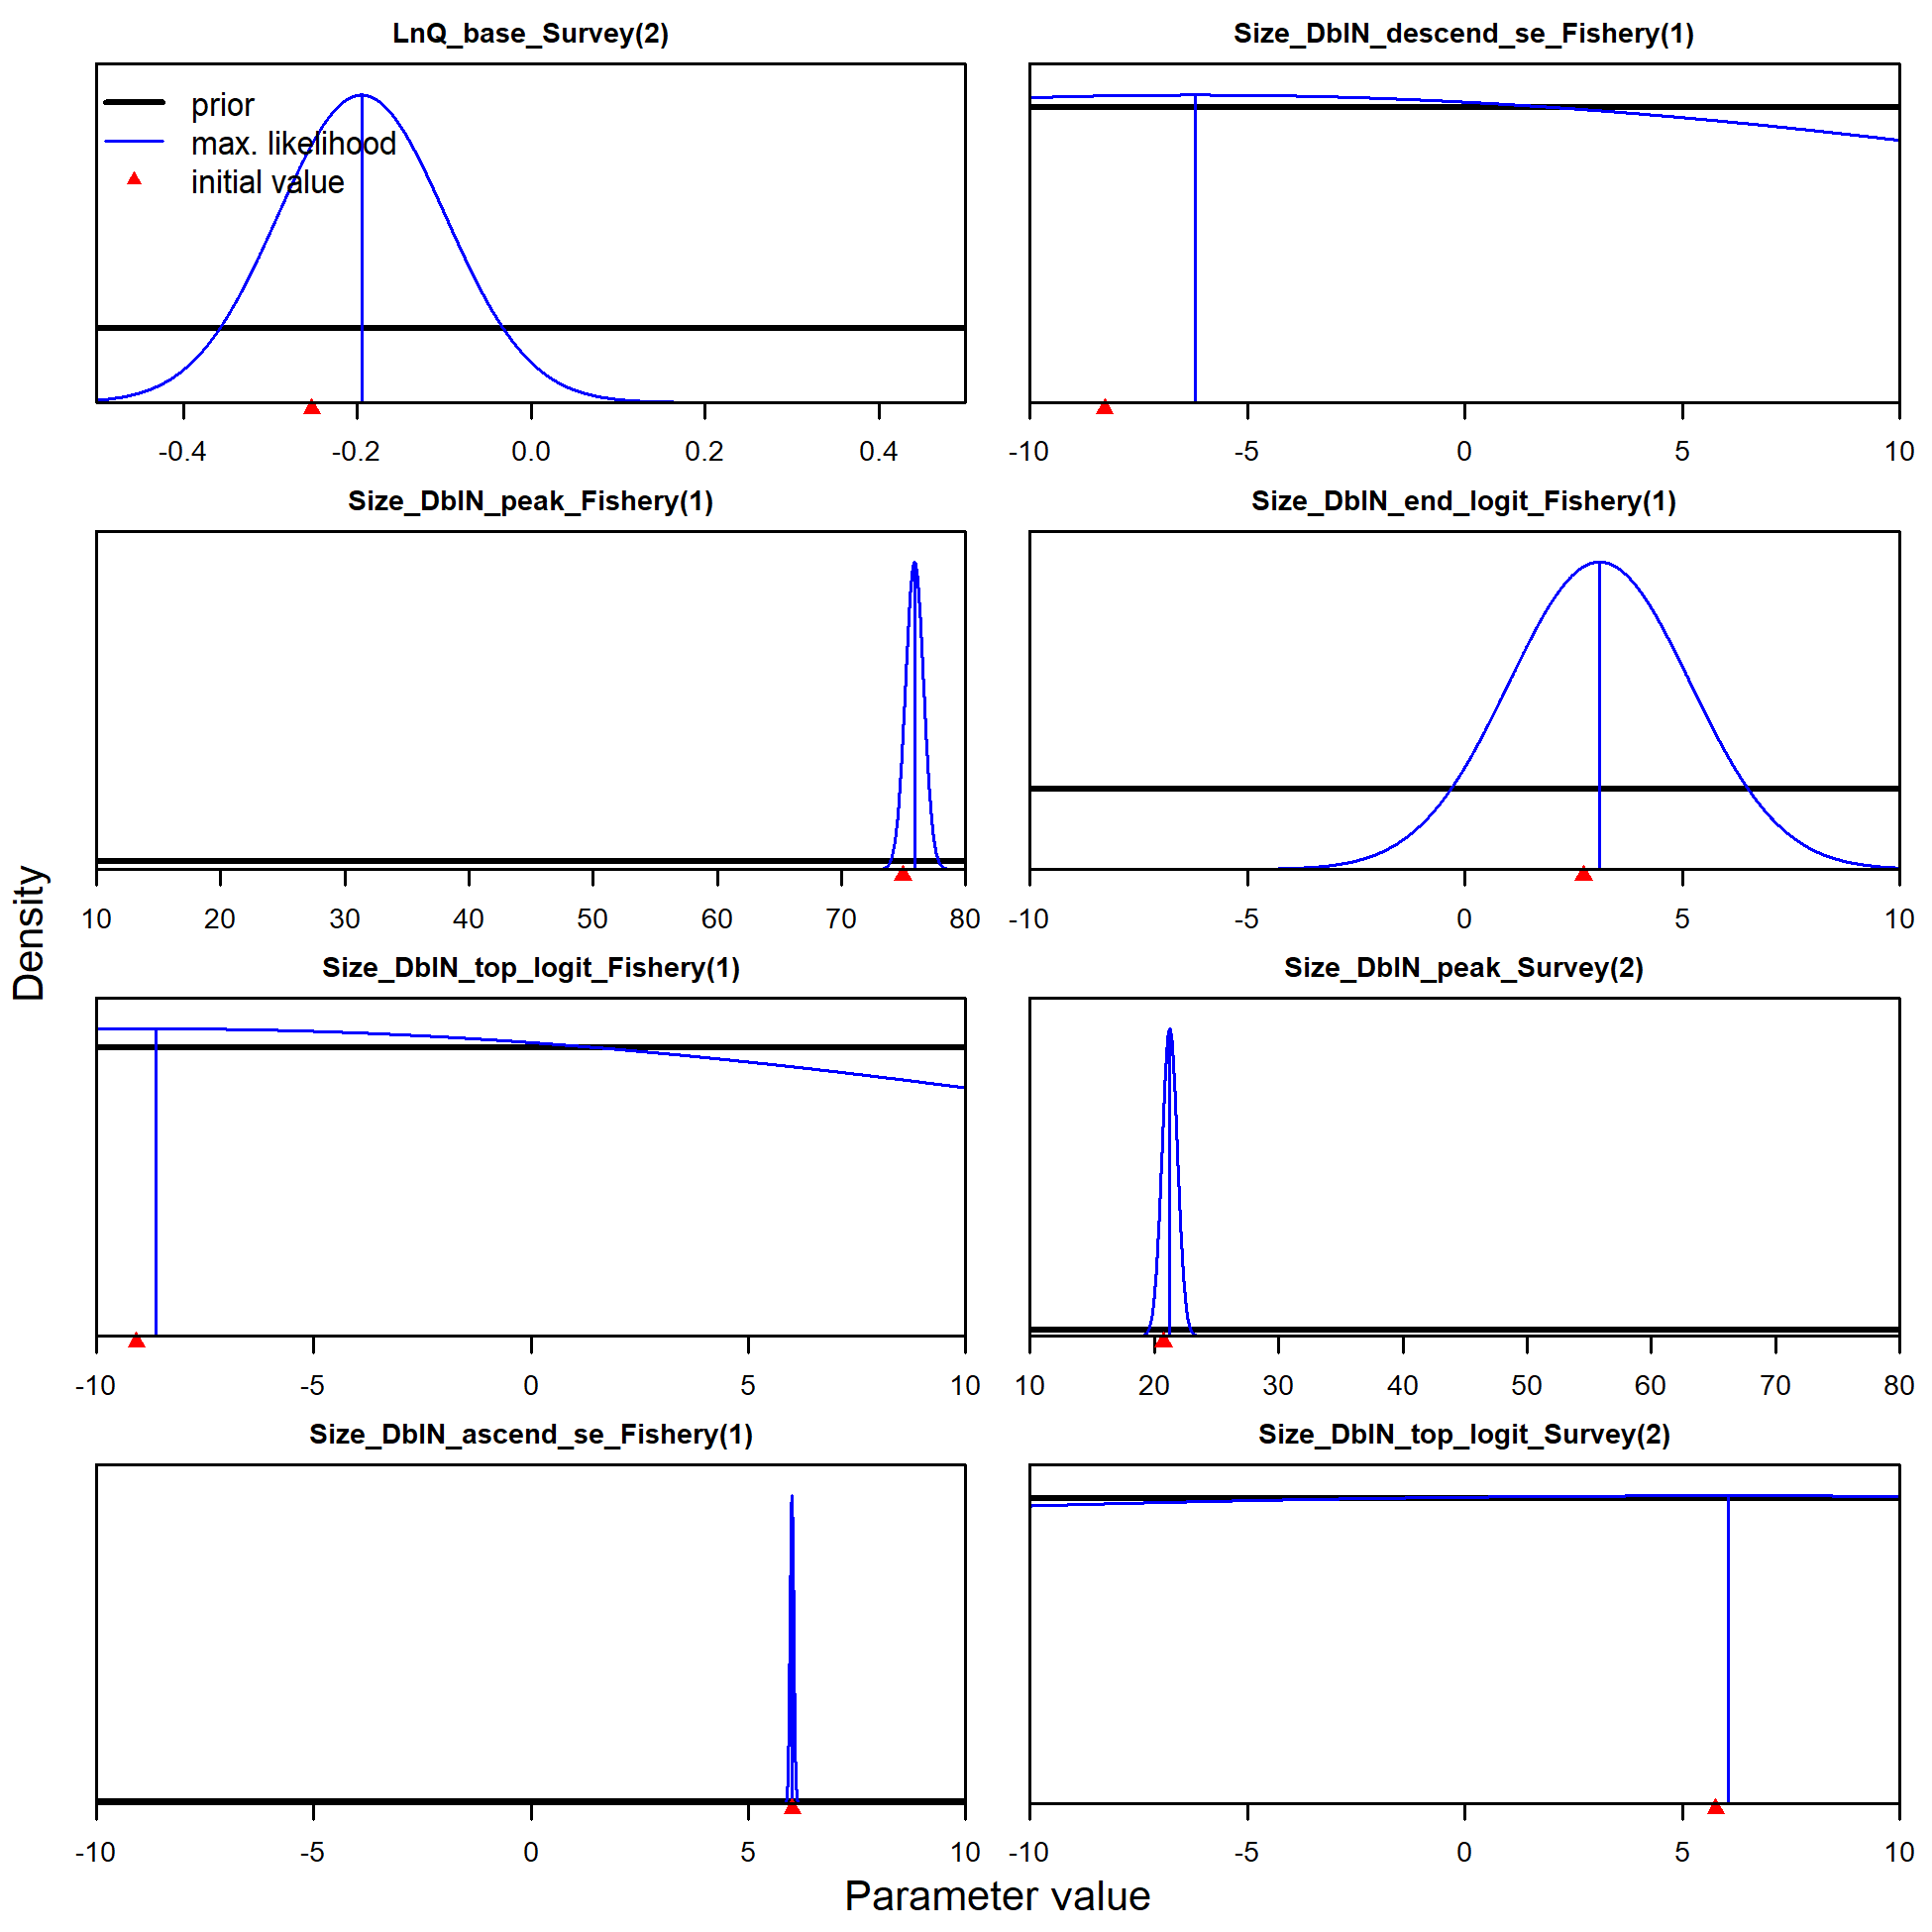 LnQ_base_Survey(2)
prior
max. likelihood
initial value
-0.4 -0.2 0.0 0.2 0.4
Size_DblN_descend_se_Fishery(1)
-10 -5 0 5 10
Size_DblN_peak_Fishery(1)
10 20 30 40 50 60 70 80
Size_DblN_end_logit_Fishery(1)
-10 -5 0 5 10
Size_DblN_top_logit_Fishery(1)
-10 -5 0 5 10
Size_DblN_peak_Survey(2)
10 20 30 40 50 60 70 80
Size_DblN_ascend_se_Fishery(1)
-10 -5 0 5 10
Size_DblN_top_logit_Survey(2)
-10 -5 0 5 10
Density
Parameter value